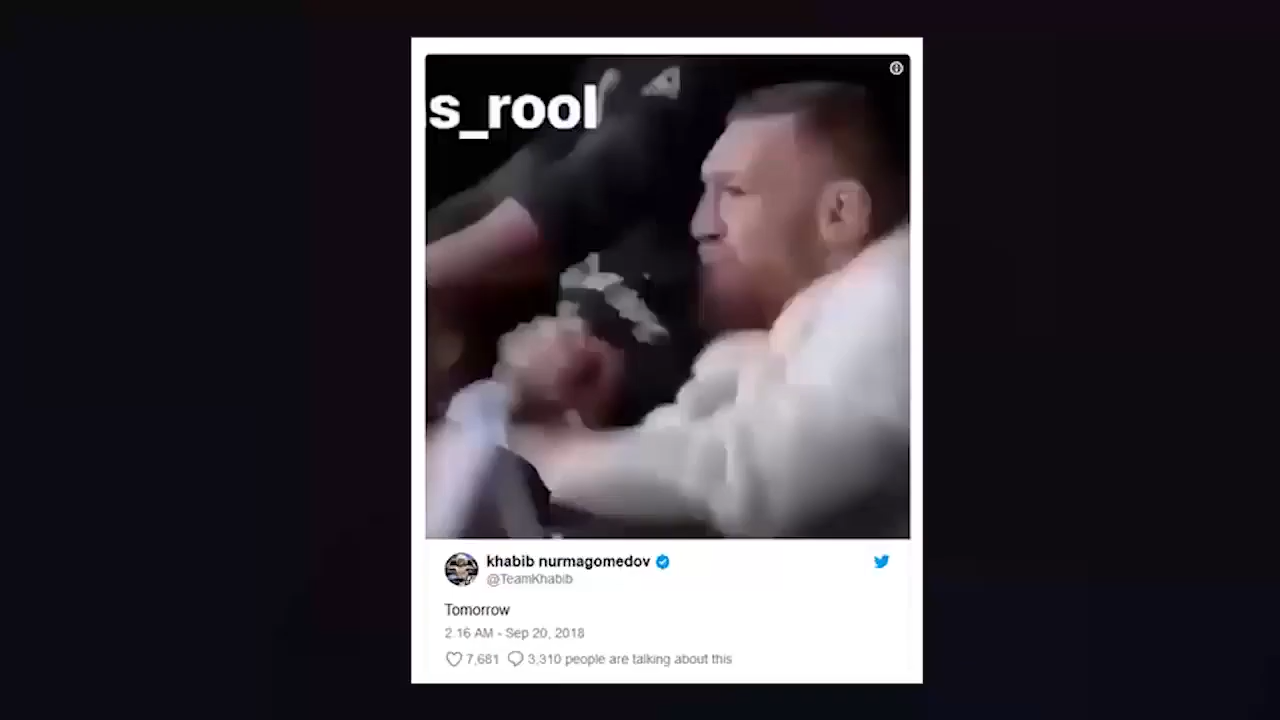 s_rool
khabib nurmagomedov
@TeamKhabib
Tomorrow
2:16 AM - Sep 20, 2018
7,681 3,310 people are talking about this